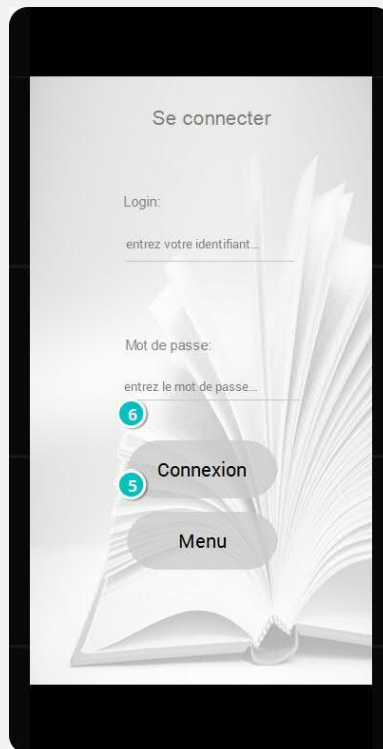 Se connecter
Login:
entrez votre identifiant...
Mot de passe:
entrez le mot de passe...
6
Connexion
5
Menu